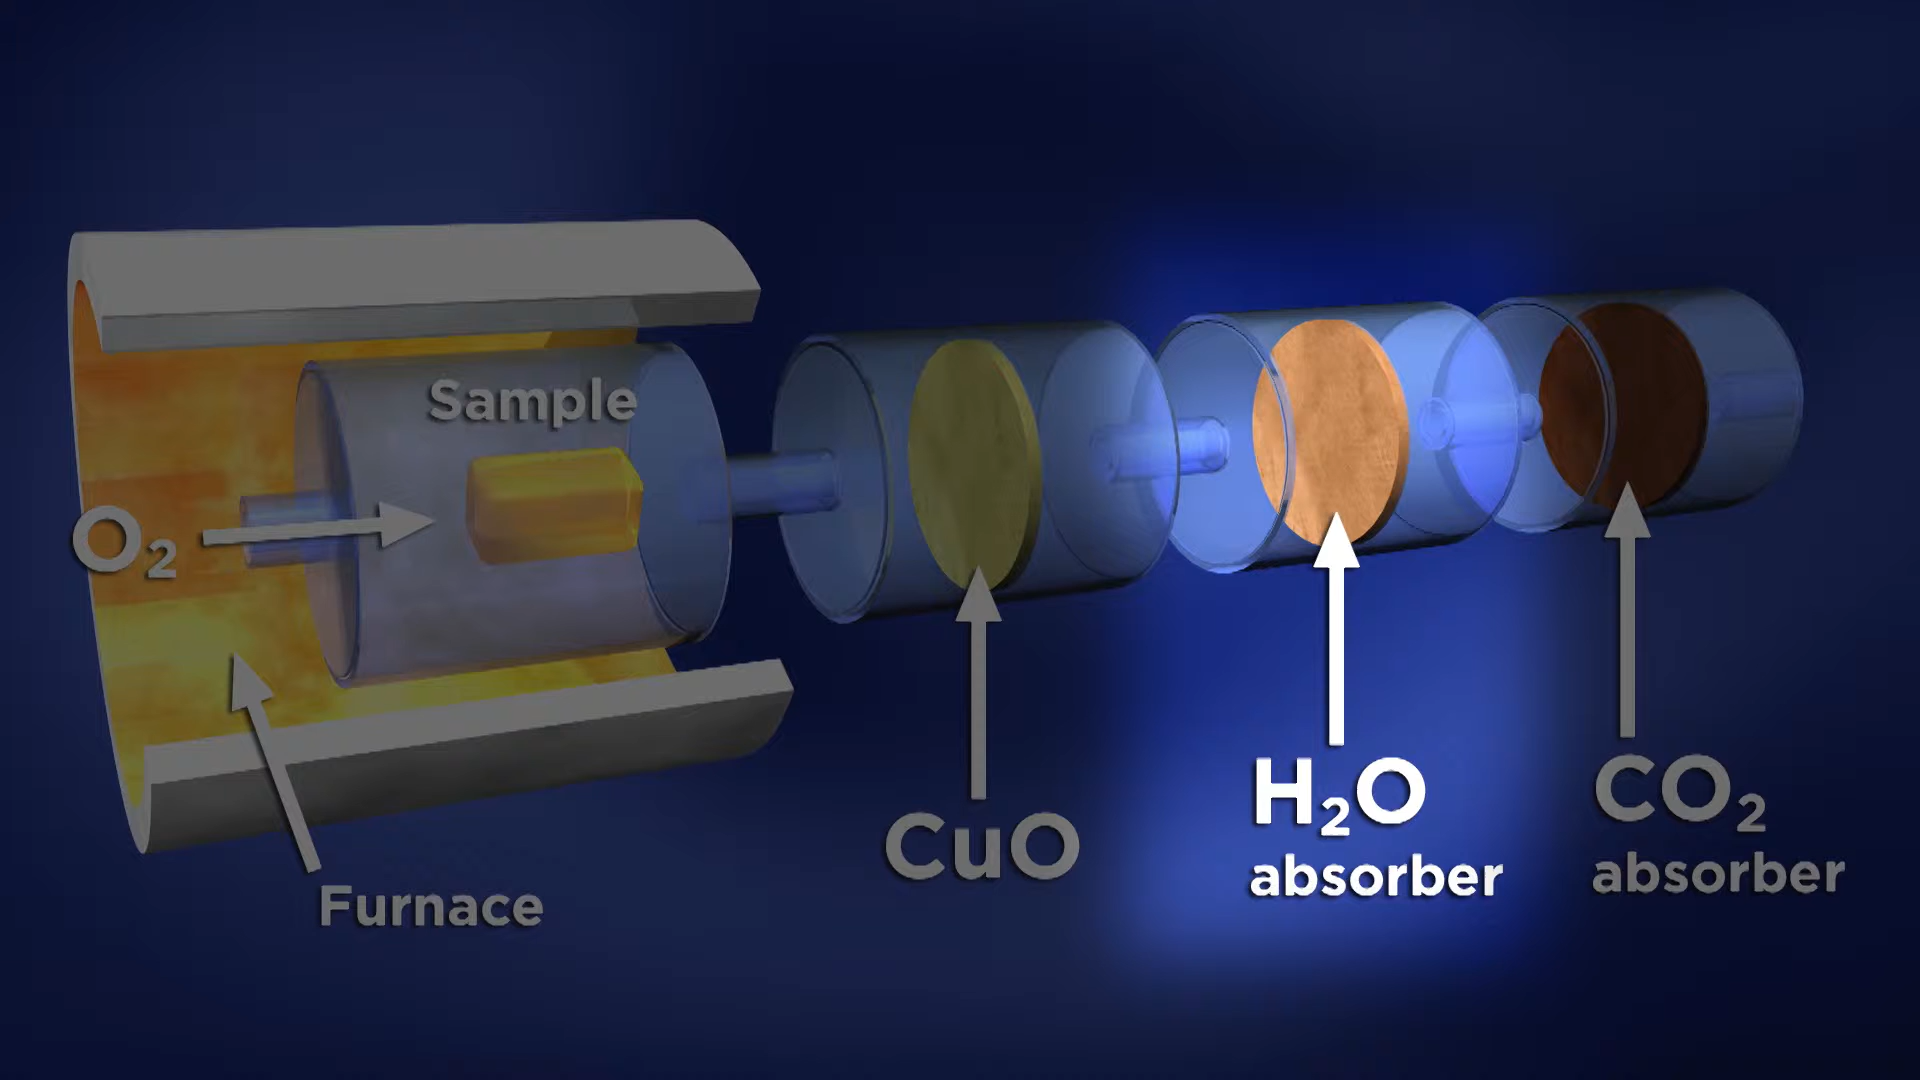 Sample
O₂
Furnace
CuO
H₂O
absorber
CO₂
absorber